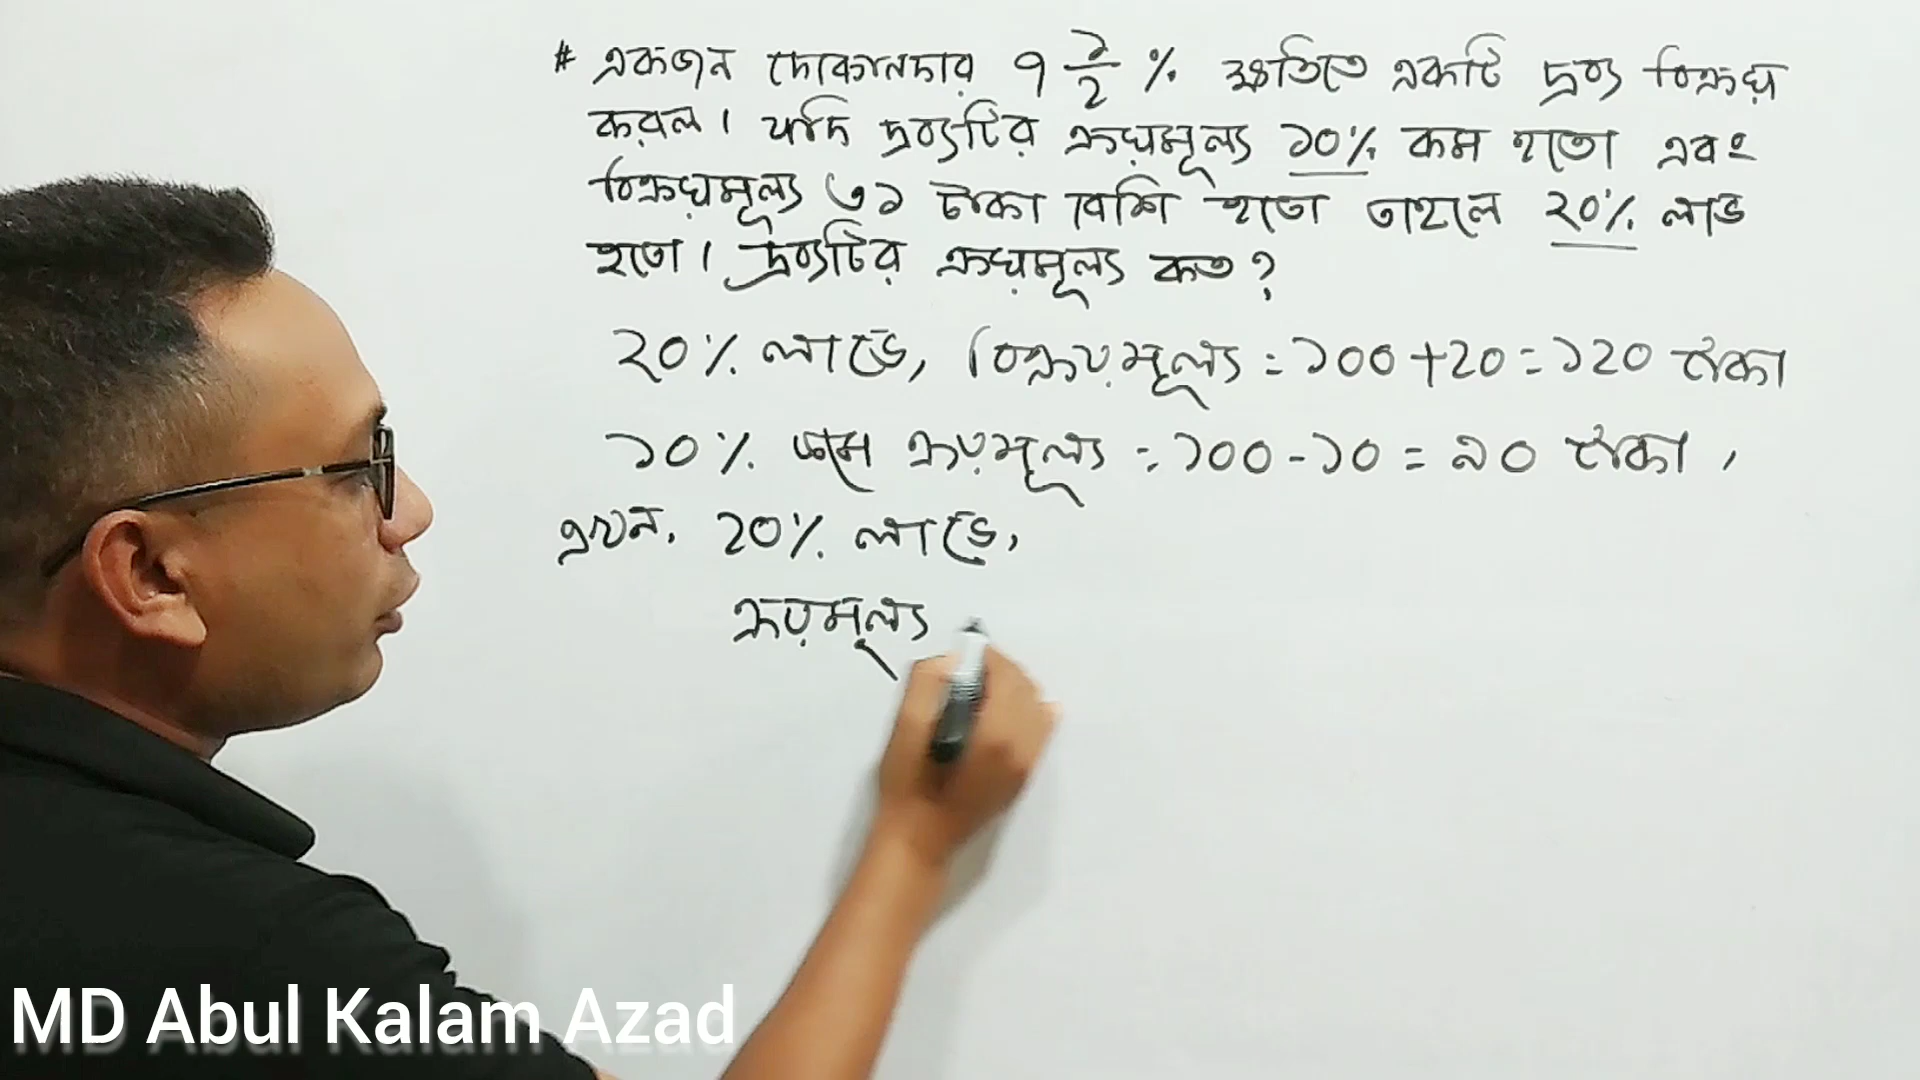 # একজন দোকানদার ৭ ১/২ % ক্ষতিতে একটি দ্রব্য বিক্রয়
করল। যদি দ্রব্যটির ক্রয়মূল্য ১০% কম হতো এবং
বিক্রয়মূল্য ৩১ টাকা বেশি হতো তাহলে ২০% লাভ
হতো। দ্রব্যটির ক্রয়মূল্য কত?
২০% লাভে, বিক্রয়মূল্য = ১০০ + ২০ = ১২০ টাকা
১০% কমে ক্রয়মূল্য = ১০০ - ১০ = ৯০ টাকা,
এখন, ২০% লাভে,
ক্রয়মূল্য
MD Abul Kalam Azad